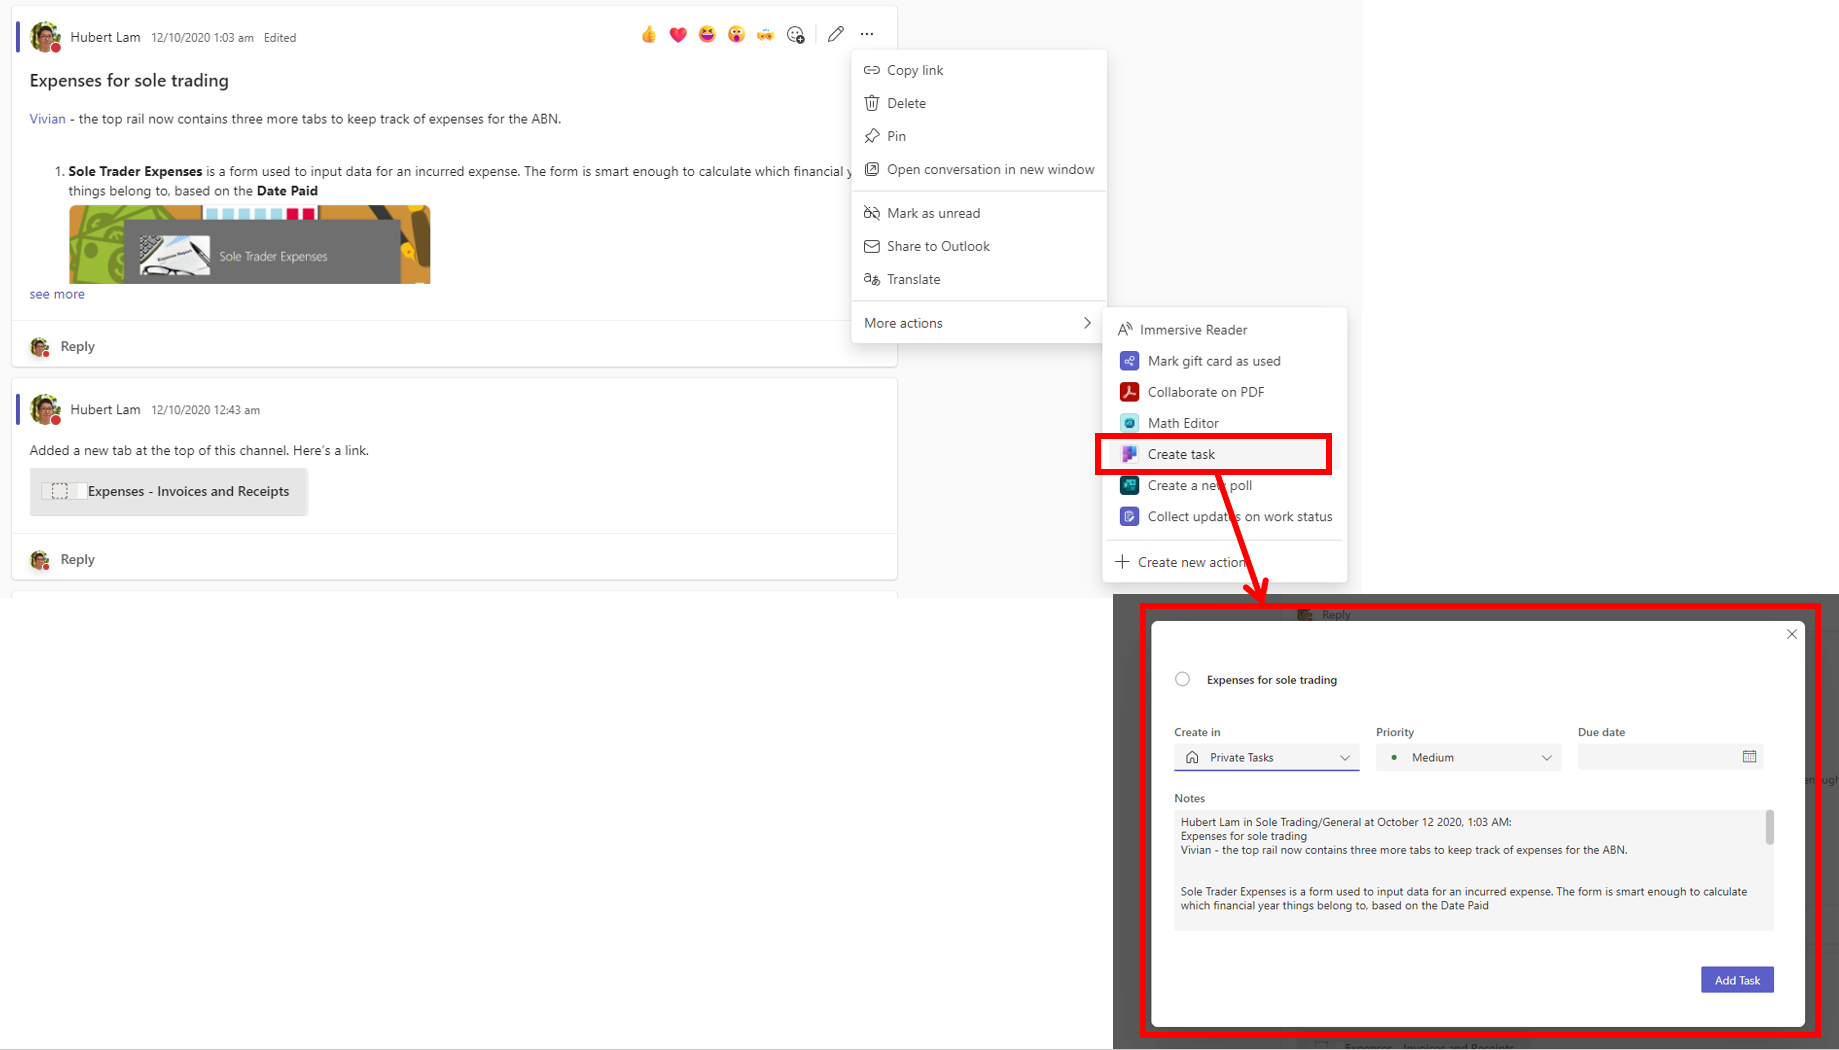 Hubert Lam 12/10/2020 1:03 am Edited
Expenses for sole trading
Vivian - the top rail now contains three more tabs to keep track of expenses for the ABN.
1. Sole Trader Expenses is a form used to input data for an incurred expense. The form is smart enough to calculate which financial y
things belong to, based on the Date Paid
Sole Trader Expenses
see more
Reply
Hubert Lam 12/10/2020 12:43 am
Added a new tab at the top of this channel. Here's a link.
Expenses - Invoices and Receipts
Reply
Copy link
Delete
Pin
Open conversation in new window
Mark as unread
Share to Outlook
Translate
More actions
Immersive Reader
Mark gift card as used
Collaborate on PDF
Math Editor
Create task
Create a new poll
Collect updates on work status
Create new action
Reply
Expenses for sole trading
Create in
Priority
Due date
Private Tasks
Medium
Notes
Hubert Lam in Sole Trading/General at October 12 2020, 1:03 AM:
Expenses for sole trading
Vivian - the top rail now contains three more tabs to keep track of expenses for the ABN.
Sole Trader Expenses is a form used to input data for an incurred expense. The form is smart enough to calculate
which financial year things belong to, based on the Date Paid
Add Task
Expenses - Invoices and Receipts